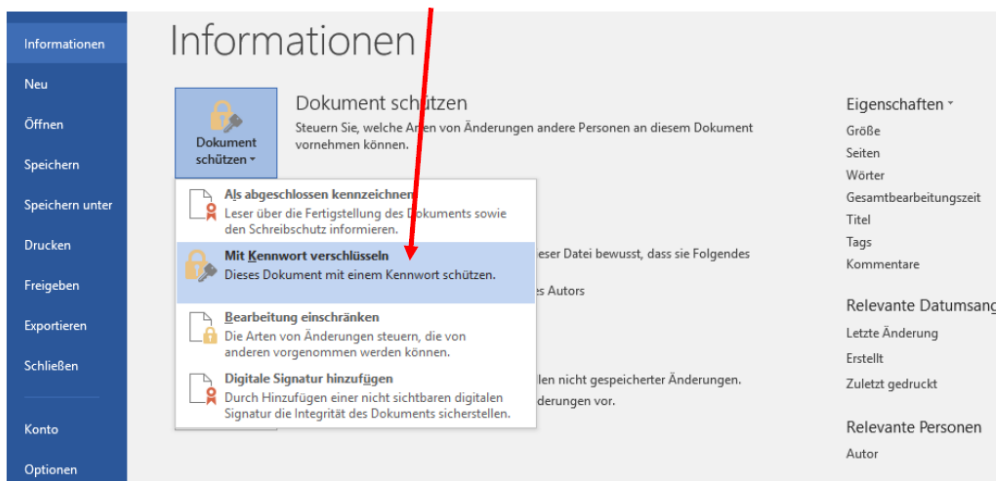 Informationen
Neu
Öffnen
Speichern
Speichern unter
Drucken
Freigeben
Exportieren
Schließen
Konto
Optionen
Informationen
Dokument
schützen
Dokument schützen
Steuern Sie, welche Arten von Änderungen andere Personen an diesem Dokument
vornehmen können.
Als abgeschlossen kennzeichnen
Leser über die Fertigstellung des Dokuments sowie
den Schreibschutz informieren.
Mit Kennwort verschlüsseln
Dieses Dokument mit einem Kennwort schützen.
Bearbeitung einschränken
Die Arten von Änderungen steuern, die von
anderen vorgenommen werden können.
Digitale Signatur hinzufügen
Durch Hinzufügen einer nicht sichtbaren digitalen
Signatur die Integrität des Dokuments sicherstellen.
eser Datei bewusst, dass sie Folgendes
es Autors
len nicht gespeicherter Änderungen.
derungen vor.
Eigenschaften
Größe
Seiten
Wörter
Gesamtbearbeitungszeit
Titel
Tags
Kommentare
Relevante Datumsang
Letzte Änderung
Erstellt
Zuletzt gedruckt
Relevante Personen
Autor